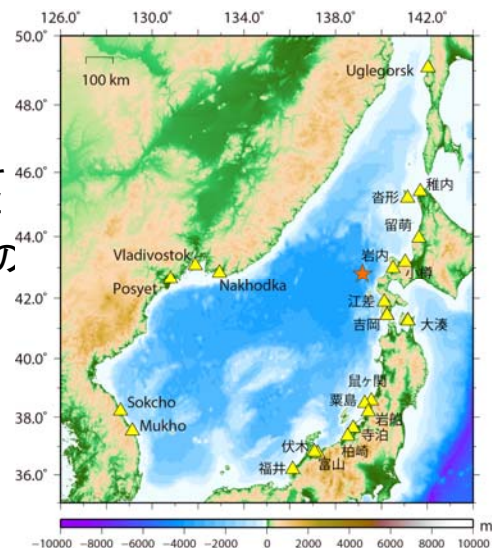 126.0˚ 130.0˚ 134.0˚ 138.0˚ 142.0˚
50.0˚
Uglegorsk
100 km
48.0˚
46.0˚
稚内
沓形
留萌
の
44.0˚
Vladivostok
岩内
小樽
Posyet
Nakhodka
42.0˚
江差
吉岡
大湊
40.0˚
鼠ヶ関
粟島
Sokcho
岩船
38.0˚
Mukho
寺泊
柏崎
伏木
富山
福井
36.0˚
m
−10000 −8000 −6000 −4000 −2000 0 2000 4000 6000 8000 10000